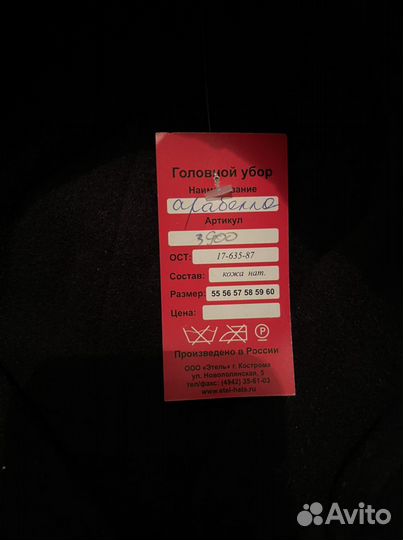 Головной убор
Наименование
арабелла
Артикул
3900
ОСТ: 17-635-87
Состав: кожа нат.
Размер: 55 56 57 58 59 60
Цена:
Произведено в России
ООО «Этель» г. Кострома
ул. Новополянская, 5
тел/факс: (4942) 35-61-03
www.etel-hats.ru
Avito